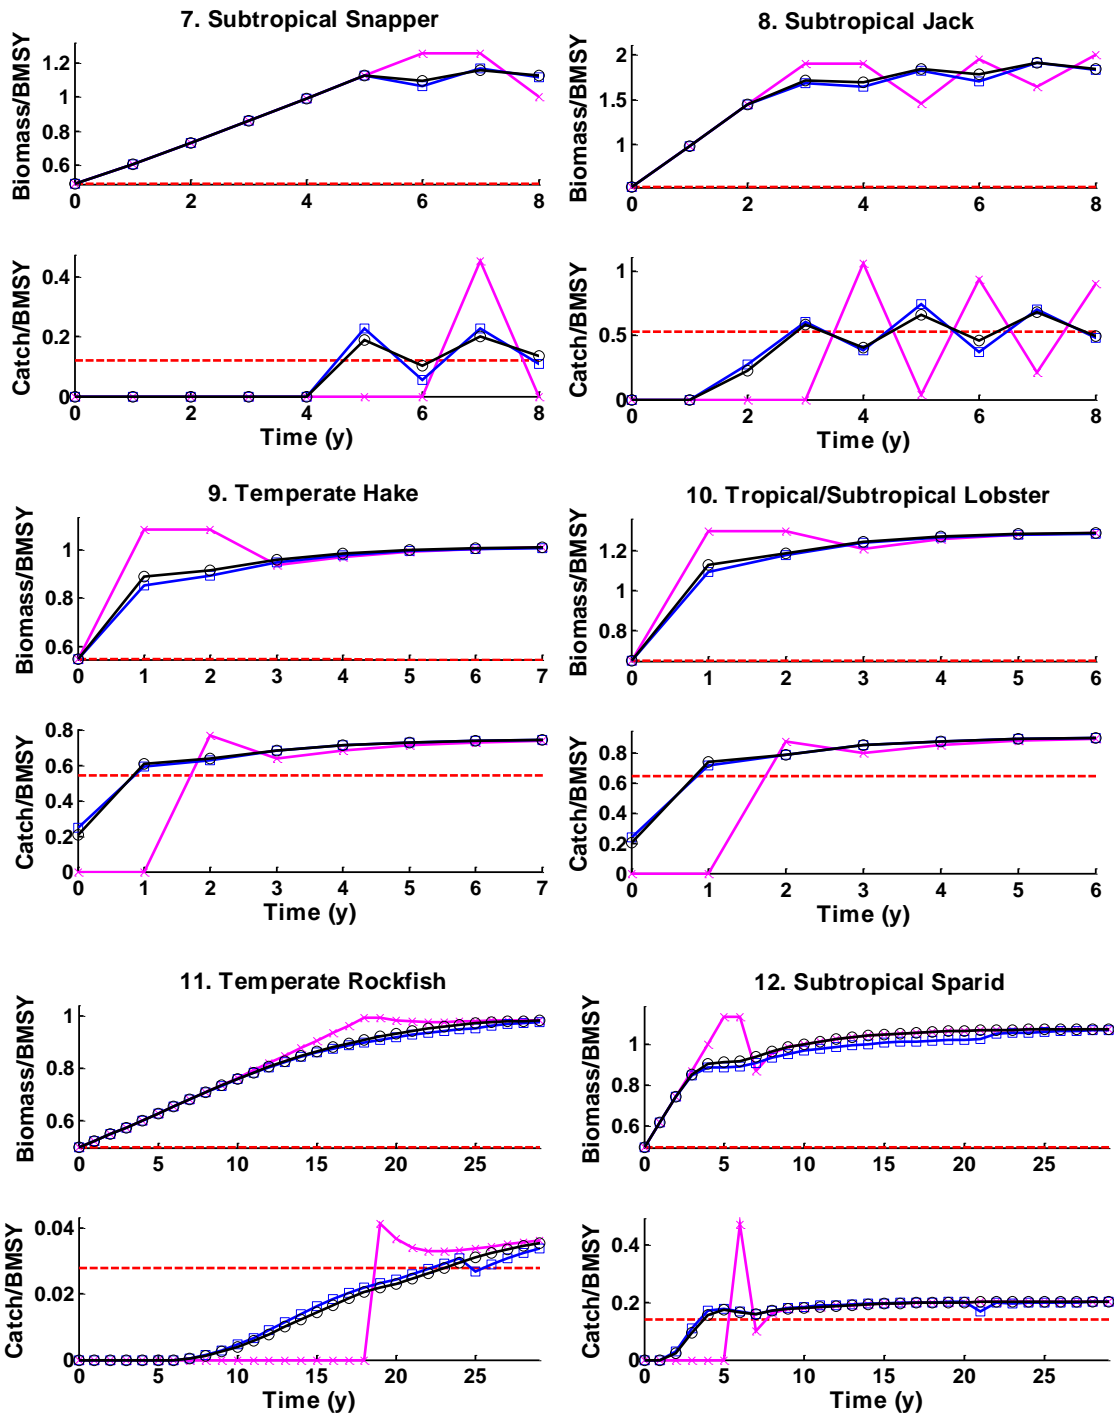 7. Subtropical Snapper
Biomass/BMSY
1.2
1
0.8
0.6
0 2 4 6 8
Catch/BMSY
0.4
0.2
0
0 2 4 6 8
Time (y)
8. Subtropical Jack
Biomass/BMSY
2
1.5
1
0 2 4 6 8
Catch/BMSY
1
0.5
0
0 2 4 6 8
Time (y)
9. Temperate Hake
Biomass/BMSY
1
0.8
0.6
0 1 2 3 4 5 6 7
Catch/BMSY
0.8
0.6
0.4
0.2
0
0 1 2 3 4 5 6 7
Time (y)
10. Tropical/Subtropical Lobster
Biomass/BMSY
1.2
1
0.8
0 1 2 3 4 5 6
Catch/BMSY
0.8
0.6
0.4
0.2
0
0 1 2 3 4 5 6
Time (y)
11. Temperate Rockfish
Biomass/BMSY
1
0.8
0.6
0 5 10 15 20 25
Catch/BMSY
0.04
0.02
0
0 5 10 15 20 25
Time (y)
12. Subtropical Sparid
Biomass/BMSY
1
0.8
0.6
0 5 10 15 20 25
Catch/BMSY
0.4
0.2
0
0 5 10 15 20 25
Time (y)